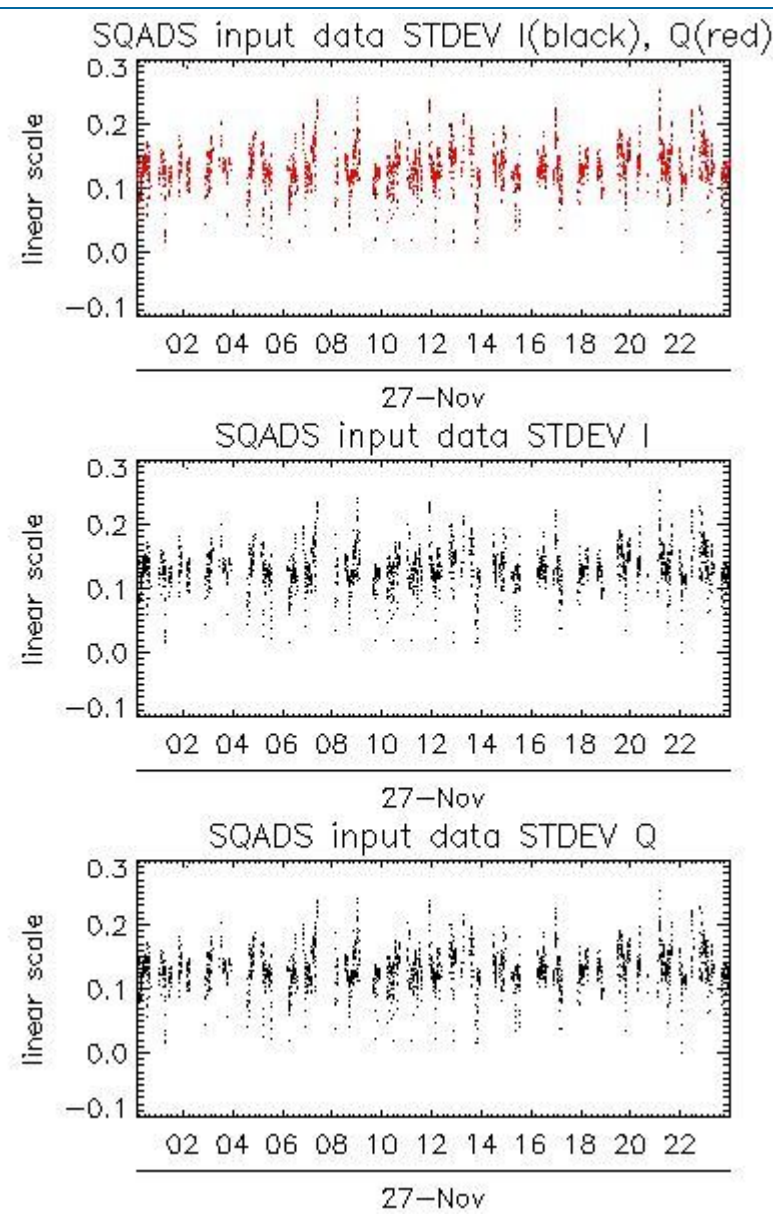 SQADS input data STDEV I(black), Q(red)
0.3
0.2
0.1
0.0
−0.1
linear scale
02 04 06 08 10 12 14 16 18 20 22
27−Nov
SQADS input data STDEV I
0.3
0.2
0.1
0.0
−0.1
linear scale
02 04 06 08 10 12 14 16 18 20 22
27−Nov
SQADS input data STDEV Q
0.3
0.2
0.1
0.0
−0.1
linear scale
02 04 06 08 10 12 14 16 18 20 22
27−Nov